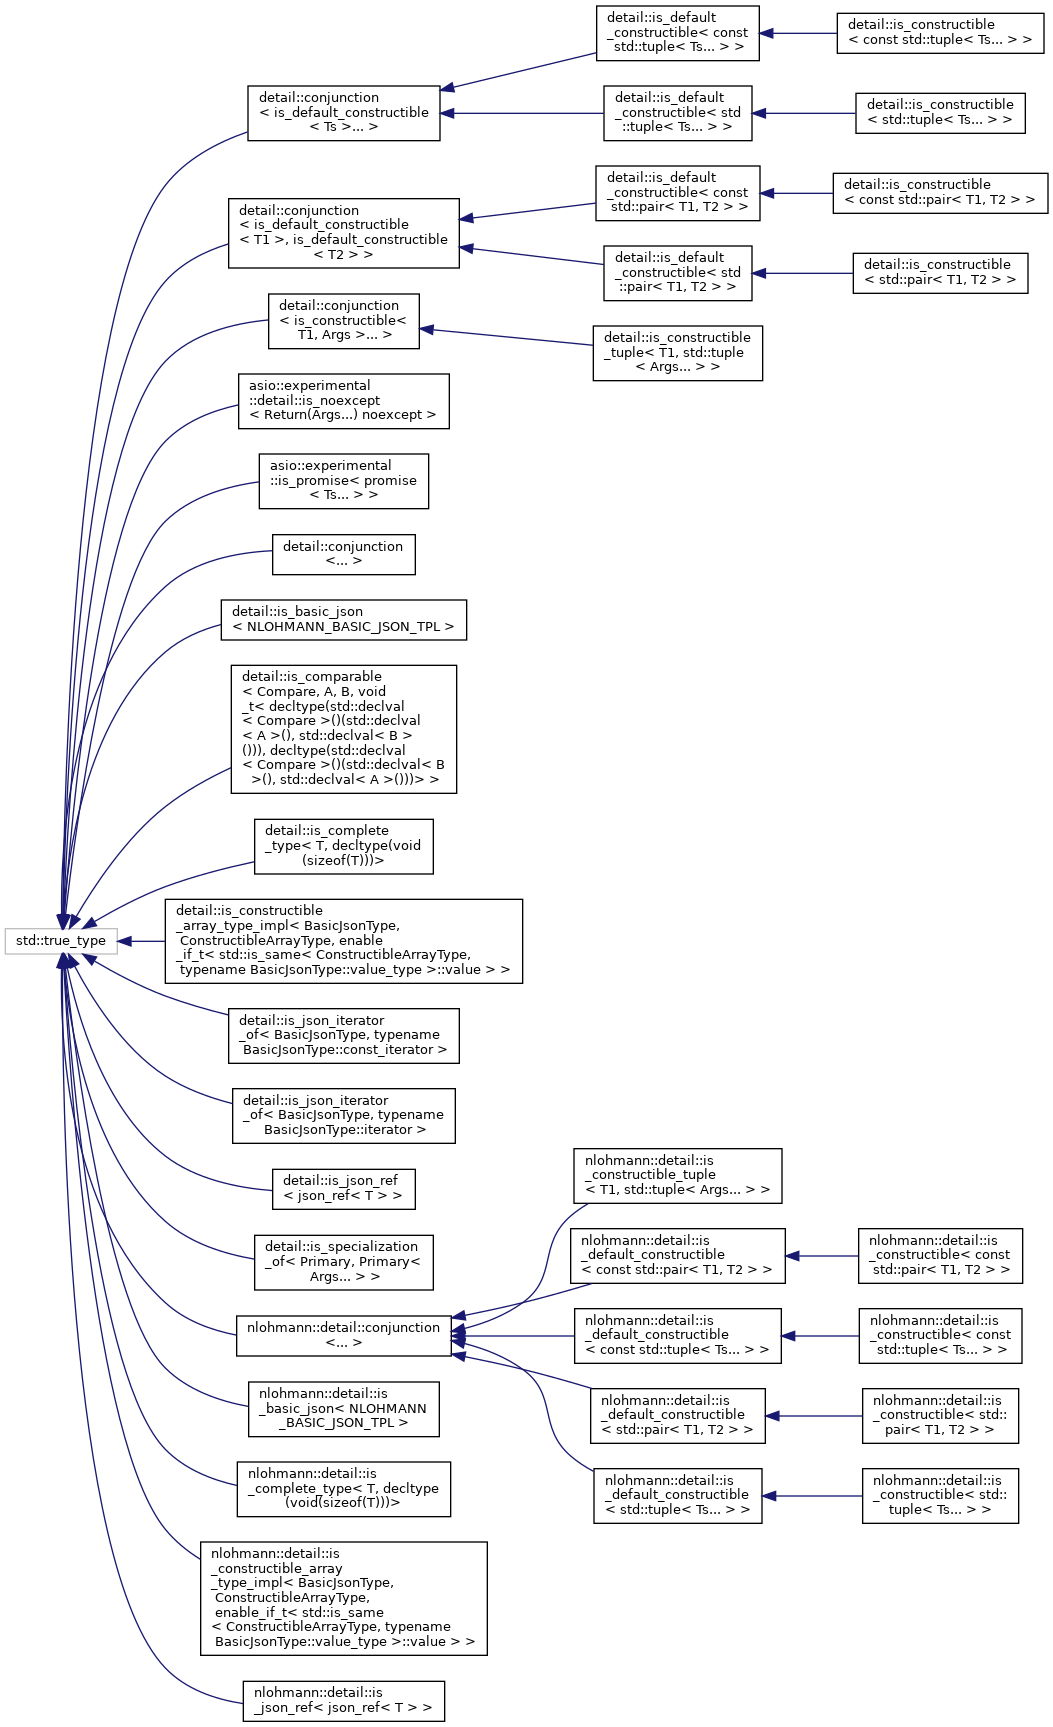 detail::is_default
_constructible< const
std::tuple< Ts... > >
detail::is_constructible
< const std::tuple< Ts... > >
detail::conjunction
< is_default_constructible
< Ts >... >
detail::is_default
_constructible< std
::tuple< Ts... > >
detail::is_constructible
< std::tuple< Ts... > >
detail::is_default
_constructible< const
std::pair< T1, T2 > >
detail::is_constructible
< const std::pair< T1, T2 > >
detail::conjunction
< is_default_constructible
< T1 >, is_default_constructible
< T2 > >
detail::is_default
_constructible< std
::pair< T1, T2 > >
detail::is_constructible
< std::pair< T1, T2 > >
detail::conjunction
< is_constructible<
T1, Args >... >
detail::is_constructible
_tuple< T1, std::tuple
< Args... > >
asio::experimental
::detail::is_noexcept
< Return(Args...) noexcept >
asio::experimental
::is_promise< promise
< Ts... > >
detail::conjunction
<... >
detail::is_basic_json
< NLOHMANN_BASIC_JSON_TPL >
detail::is_comparable
< Compare, A, B, void
_t< decltype(std::declval
< Compare >()(std::declval
< A >(), std::declval< B >
())), decltype(std::declval
< Compare >()(std::declval< B
>(), std::declval< A >()))> >
detail::is_complete
_type< T, decltype(void
(sizeof(T)))>
std::true_type
detail::is_constructible
_array_type_impl< BasicJsonType,
ConstructibleArrayType, enable
_if_t< std::is_same< ConstructibleArrayType,
typename BasicJsonType::value_type >::value > >
detail::is_json_iterator
_of< BasicJsonType, typename
BasicJsonType::const_iterator >
detail::is_json_iterator
_of< BasicJsonType, typename
BasicJsonType::iterator >
detail::is_json_ref
< json_ref< T > >
detail::is_specialization
_of< Primary, Primary<
Args... > >
nlohmann::detail::conjunction
<... >
nlohmann::detail::is
_constructible_tuple
< T1, std::tuple< Args... > >
nlohmann::detail::is
_default_constructible
< const std::pair< T1, T2 > >
nlohmann::detail::is
_constructible< const
std::pair< T1, T2 > >
nlohmann::detail::is
_default_constructible
< const std::tuple< Ts... > >
nlohmann::detail::is
_constructible< const
std::tuple< Ts... > >
nlohmann::detail::is
_default_constructible
< std::pair< T1, T2 > >
nlohmann::detail::is
_constructible< std::
pair< T1, T2 > >
nlohmann::detail::is
_default_constructible
< std::tuple< Ts... > >
nlohmann::detail::is
_constructible< std::
tuple< Ts... > >
nlohmann::detail::is
_basic_json< NLOHMANN
_BASIC_JSON_TPL >
nlohmann::detail::is
_complete_type< T, decltype
(void(sizeof(T)))>
nlohmann::detail::is
_constructible_array
_type_impl< BasicJsonType,
ConstructibleArrayType,
enable_if_t< std::is_same
< ConstructibleArrayType, typename
BasicJsonType::value_type >::value > >
nlohmann::detail::is
_json_ref< json_ref< T > >